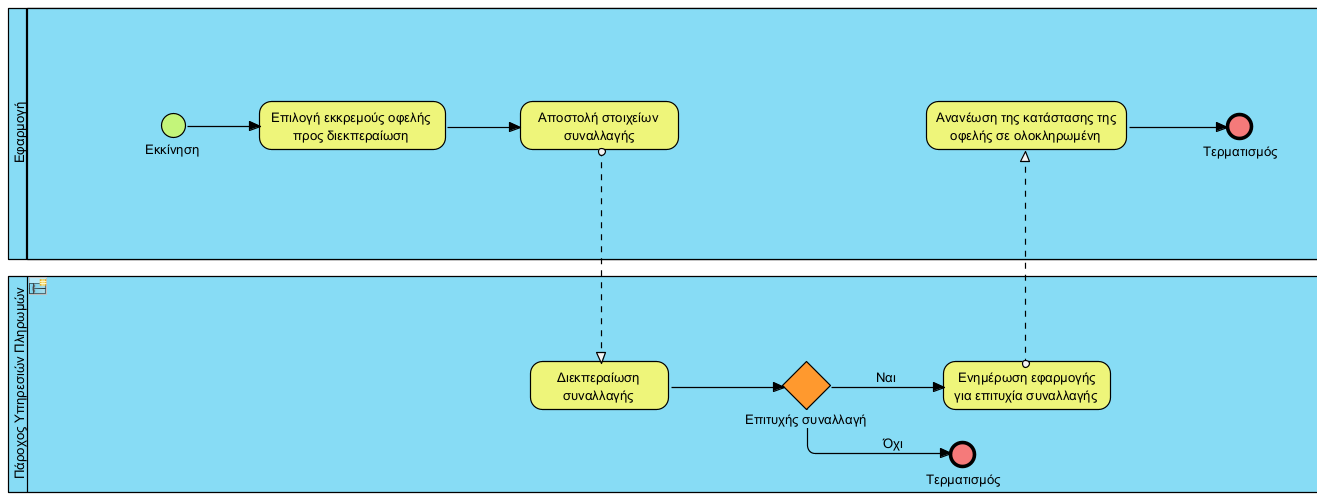 Εφαρμογή
Εκκίνηση
Επιλογή εκκρεμούς οφελής
προς διεκπεραίωση
Αποστολή στοιχείων
συναλλαγής
Ανανέωση της κατάστασης της
οφελής σε ολοκληρωμένη
Τερματισμός
Πάροχος Υπηρεσιών Πληρωμών
Διεκπεραίωση
συναλλαγής
Επιτυχής συναλλαγή
Ναι
Ενημέρωση εφαρμογής
για επιτυχία συναλλαγής
Όχι
Τερματισμός